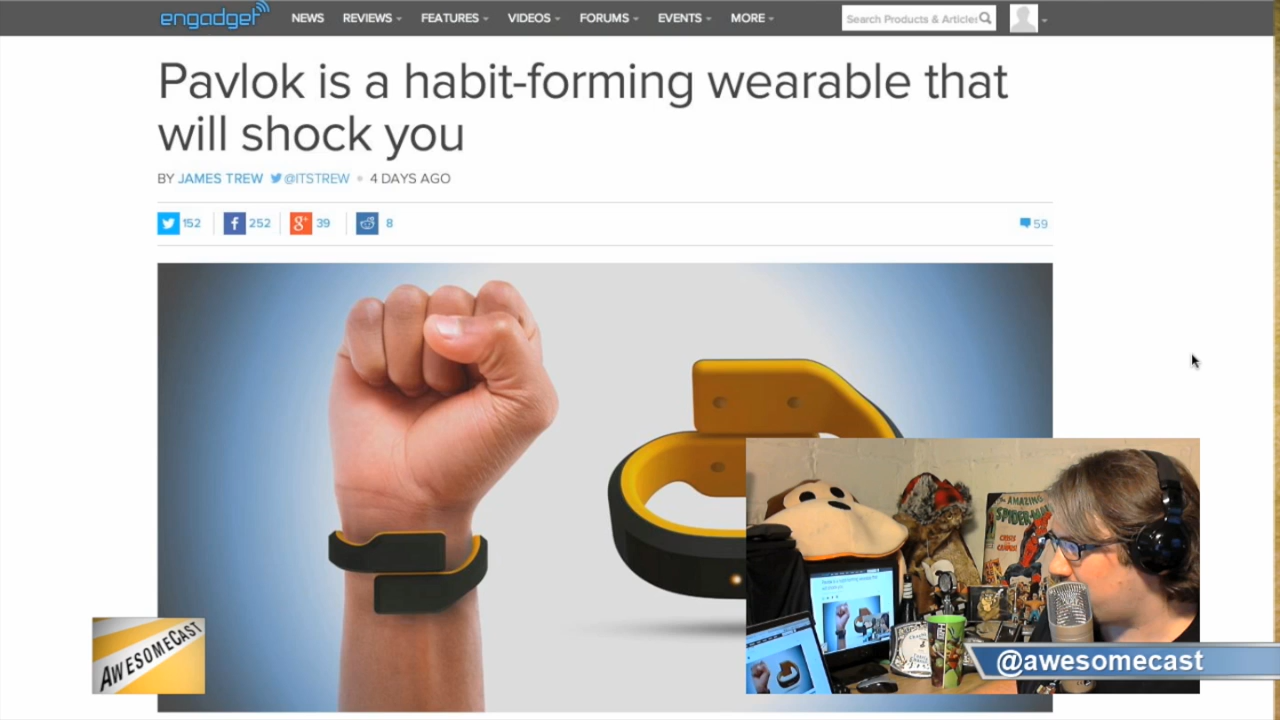 engadget
NEWS
REVIEWS
FEATURES
VIDEOS
FORUMS
EVENTS
MORE
Search Products & Articles
Pavlok is a habit-forming wearable that
will shock you
BY JAMES TREW @ITSTREW 4 DAYS AGO
152
252
39
8
59
THE AMAZING
SPIDER-MAN
CRISIS
CAMPUS!
AWESOMECAST
@awesomecast